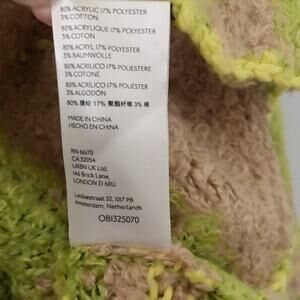 80% ACRYLIC 17% POLYESTER
3% COTTON
80% ACRYLIQUE 17% POLYESTER
3% COTON
80% ACRYL 17% POLYESTER
3% BAUMWOLLE
80% ACRILICO 17% POLIESTERE
3% COTONE
80% ACRÍLICO 17% POLIÉSTER
3% ALGODÓN
80% 腈纶 17% 聚酯纤维 3% 棉
MADE IN CHINA
HECHO EN CHINA
RN 66170
CA 32054
URBN UK Ltd.
146 Brick Lane,
LONDON E1 6RU
Leidsestraat 32, 1017 PB
Amsterdam, Netherlands
OBI325070